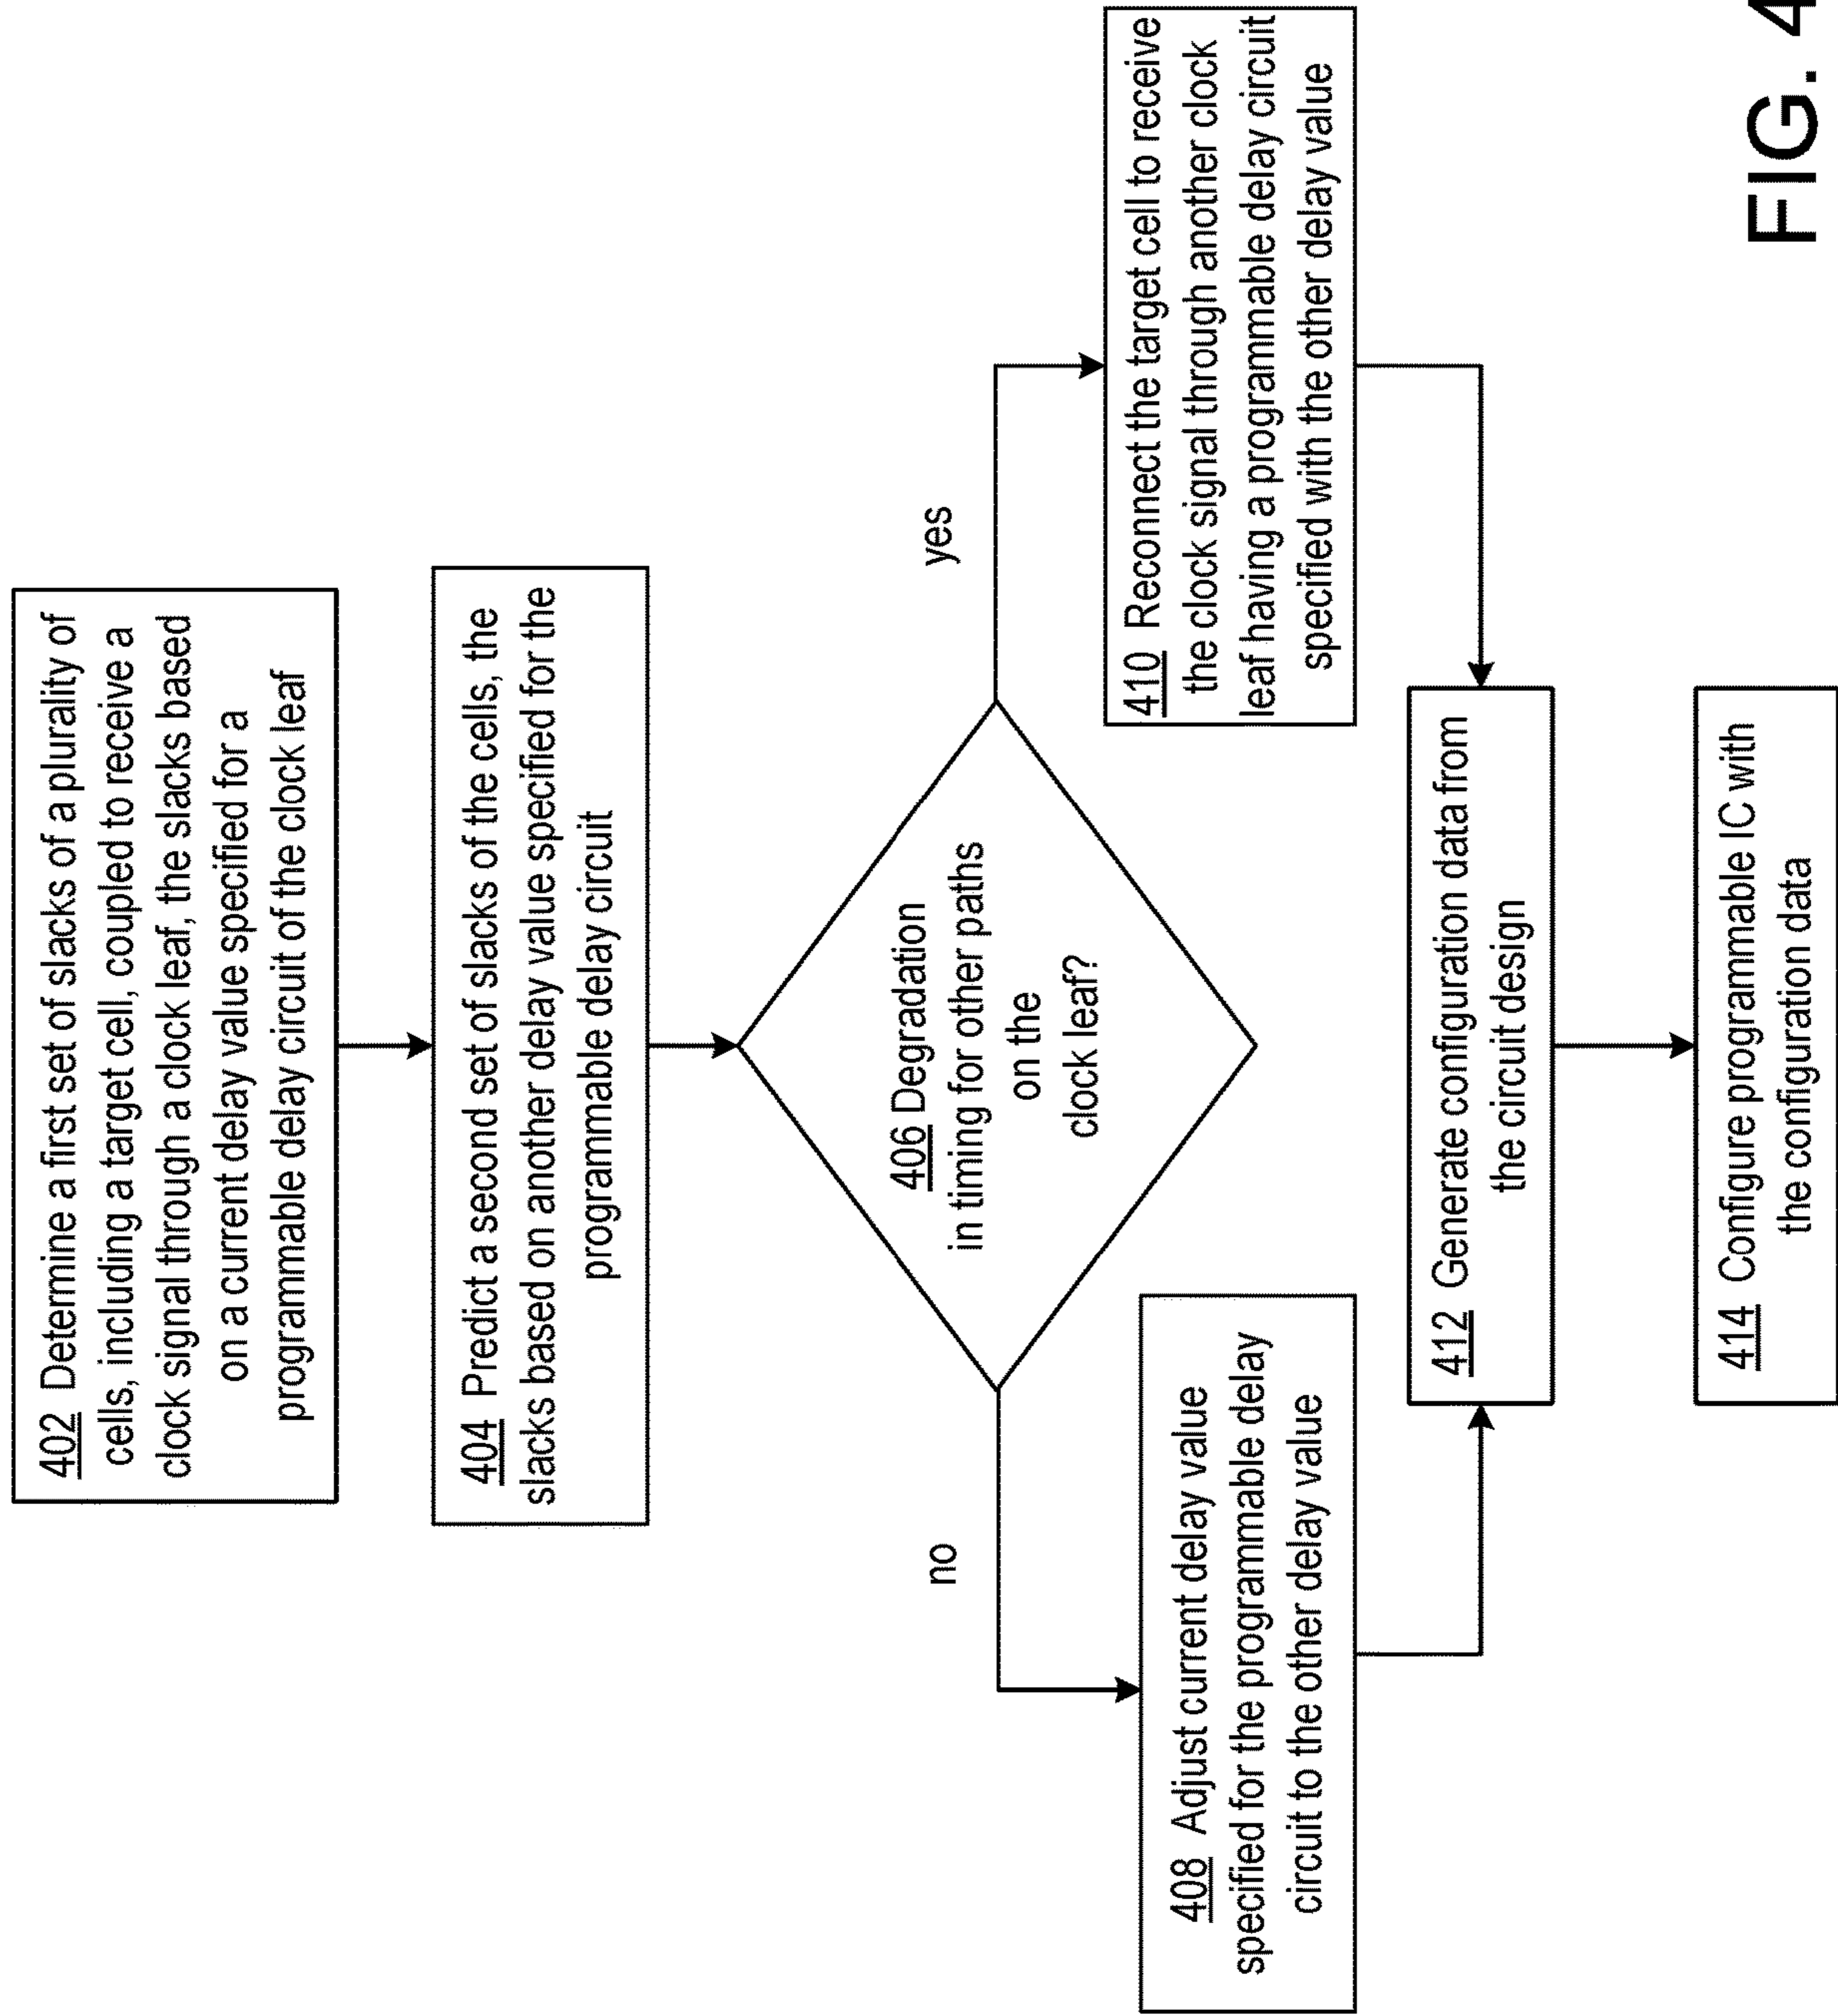 402 Determine a first set of slacks of a plurality of
cells, including a target cell, coupled to receive a
clock signal through a clock leaf, the slacks based
on a current delay value specified for a
programmable delay circuit of the clock leaf
404 Predict a second set of slacks of the cells, the
slacks based on another delay value specified for the
programmable delay circuit
406 Degradation
in timing for other paths
on the
clock leaf?
no
yes
408 Adjust current delay value
specified for the programmable delay
circuit to the other delay value
410 Reconnect the target cell to receive
the clock signal through another clock
leaf having a programmable delay circuit
specified with the other delay value
412 Generate configuration data from
the circuit design
414 Configure programmable IC with
the configuration data
FIG. 4